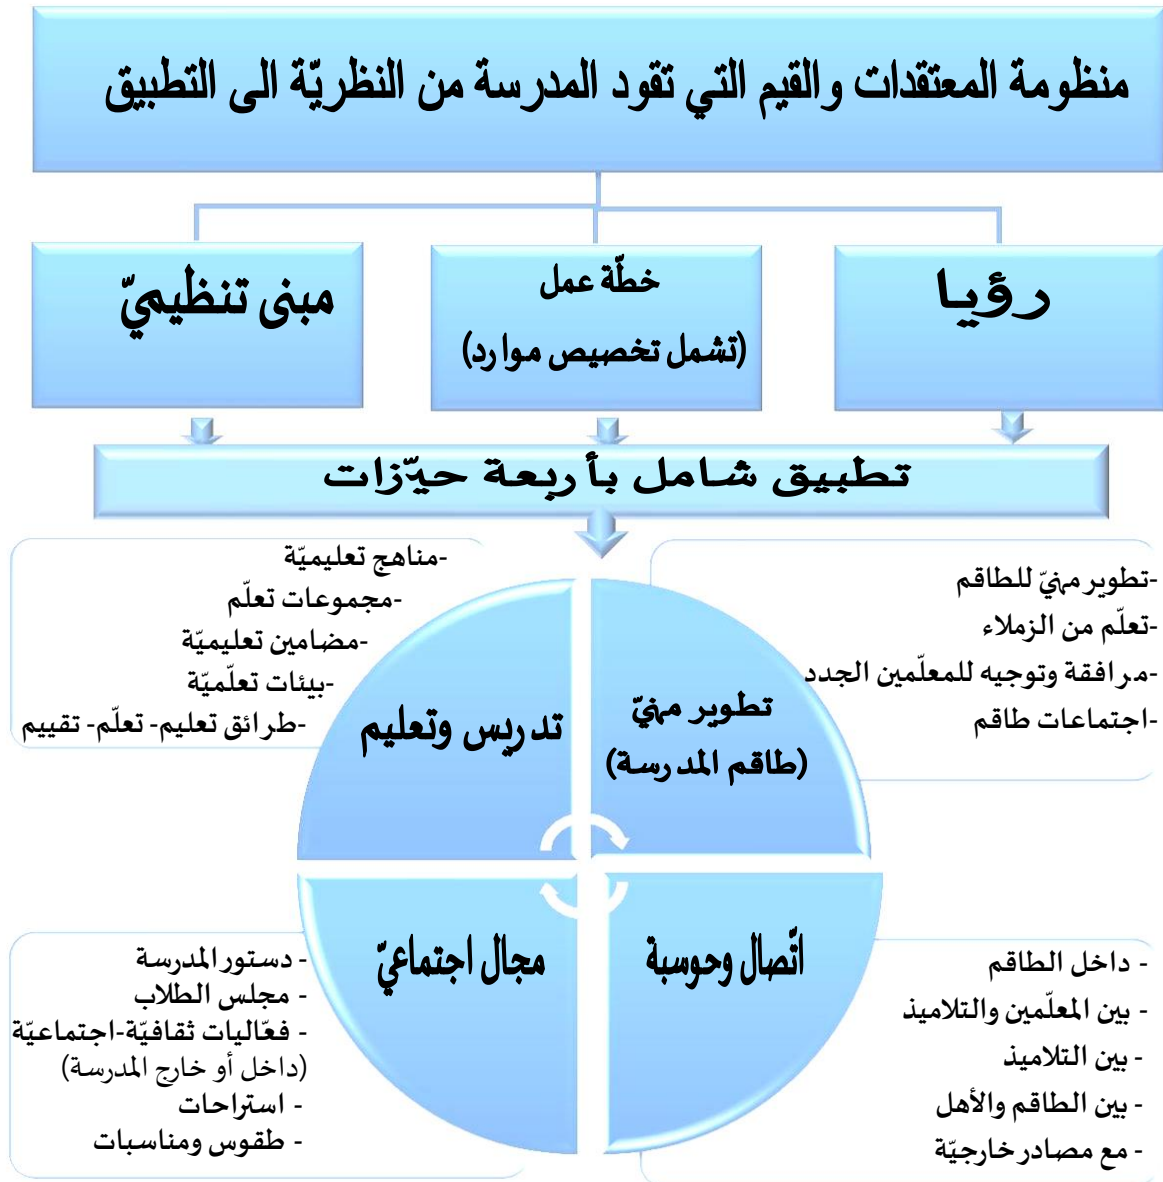 منظومة المعتقدات والقيم التي تقود المدرسة من النظريّة الى التطبيق
رؤيا
خطّة عمل
(تشمل تخصيص موارد)
مبنى تنظيميّ
تطبيق شامل بأربعة حيّزات
-تطوير مهنيّ للطاقم
-تعلّم من الزملاء
-مرافقة وتوجيه للمعلّمين الجدد
-اجتماعات طاقم
تطوير مهنيّ
(طاقم المدرسة)
تدريس وتعليم
-مناهج تعليميّة
-مجموعات تعلّم
-مضامين تعليميّة
-بيئات تعلّميّة
-طرائق تعليم- تعلّم- تقييم
اتّصال وحوسبة
- داخل الطاقم
- بين المعلّمين والتلاميذ
- بين التلاميذ
- بين الطاقم والأهل
- مع مصادر خارجيّة
مجال اجتماعيّ
- دستور المدرسة
- مجلس الطلاب
- فعّاليات ثقافيّة-اجتماعيّة
(داخل أو خارج المدرسة)
- استراحات
- طقوس ومناسبات